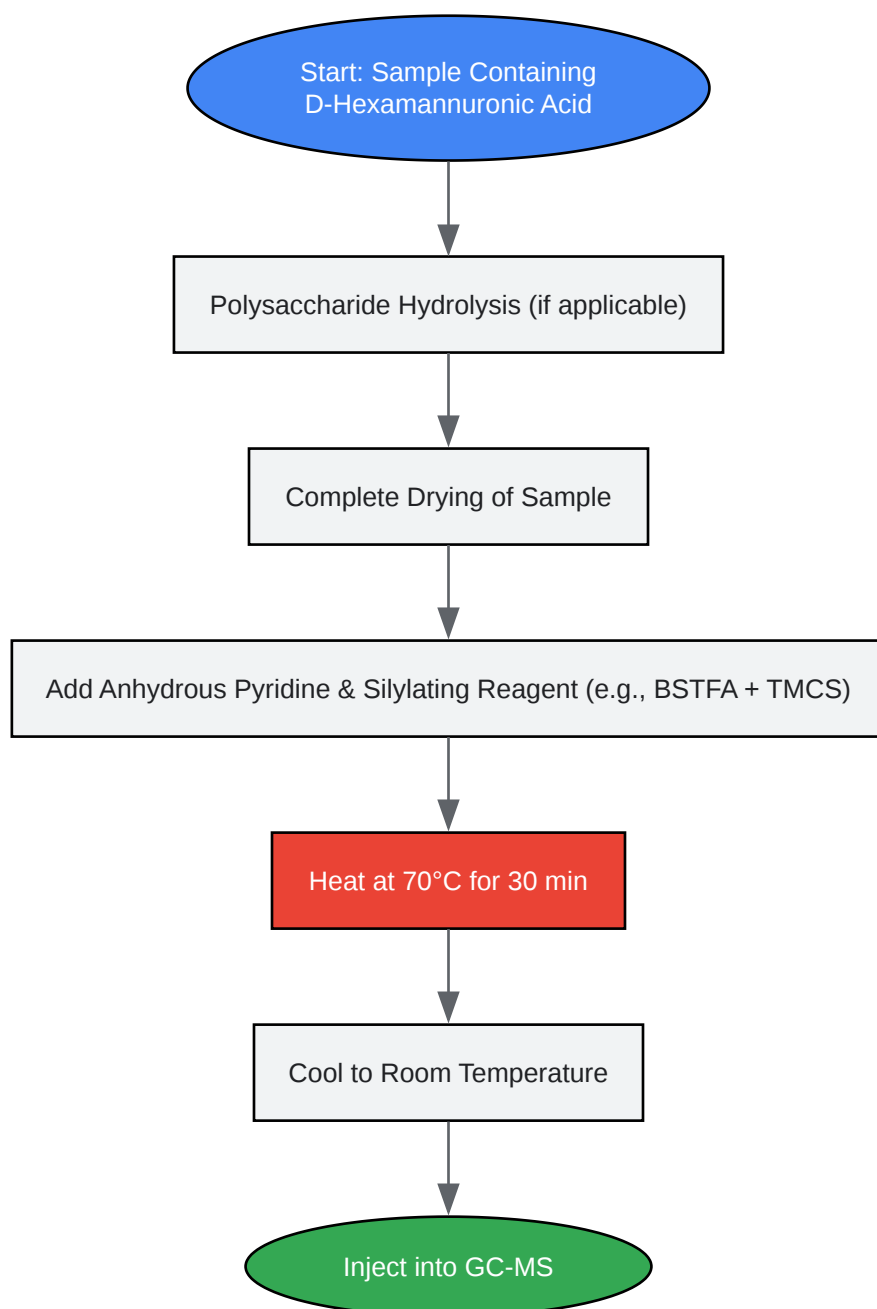 Start: Sample Containing
D-Hexamannuronic Acid
Polysaccharide Hydrolysis (if applicable)
Complete Drying of Sample
Add Anhydrous Pyridine & Silylating Reagent (e.g., BSTFA + TMCS)
Heat at 70°C for 30 min
Cool to Room Temperature
Inject into GC-MS